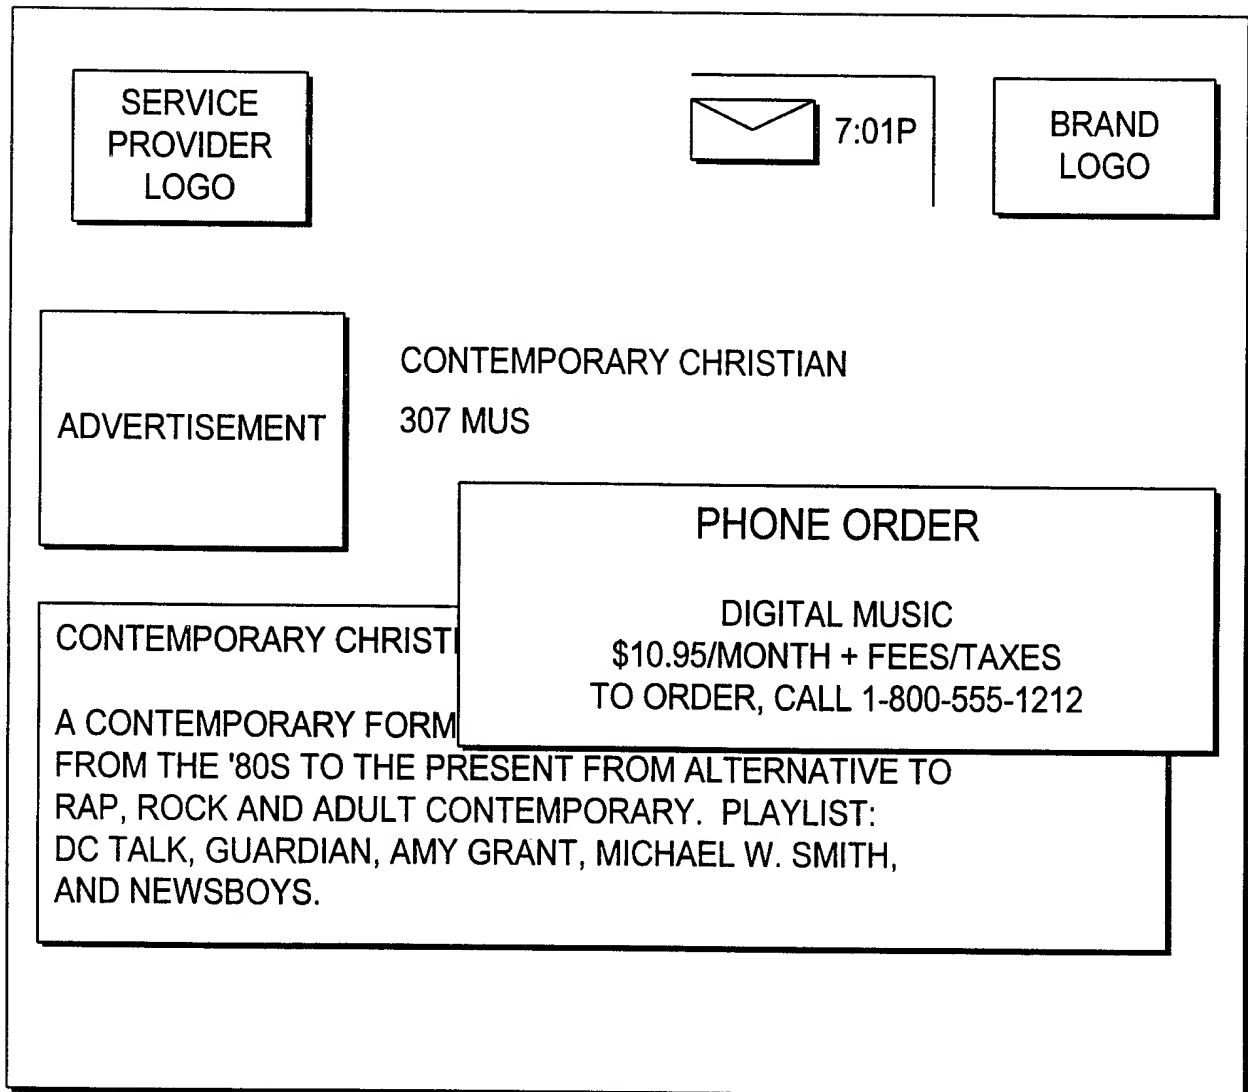 SERVICE
PROVIDER
LOGO
7:01P
BRAND
LOGO
ADVERTISEMENT
CONTEMPORARY CHRISTIAN
307 MUS
PHONE ORDER
DIGITAL MUSIC
$10.95/MONTH + FEES/TAXES
TO ORDER, CALL 1-800-555-1212
CONTEMPORARY
A CONTEMPORARY
FROM THE '80S TO THE PRESENT FROM ALTERNATIVE TO
RAP, ROCK AND ADULT CONTEMPORARY. PLAYLIST:
DC TALK, GUARDIAN, AMY GRANT, MICHAEL W. SMITH,
AND NEWSBOYS.